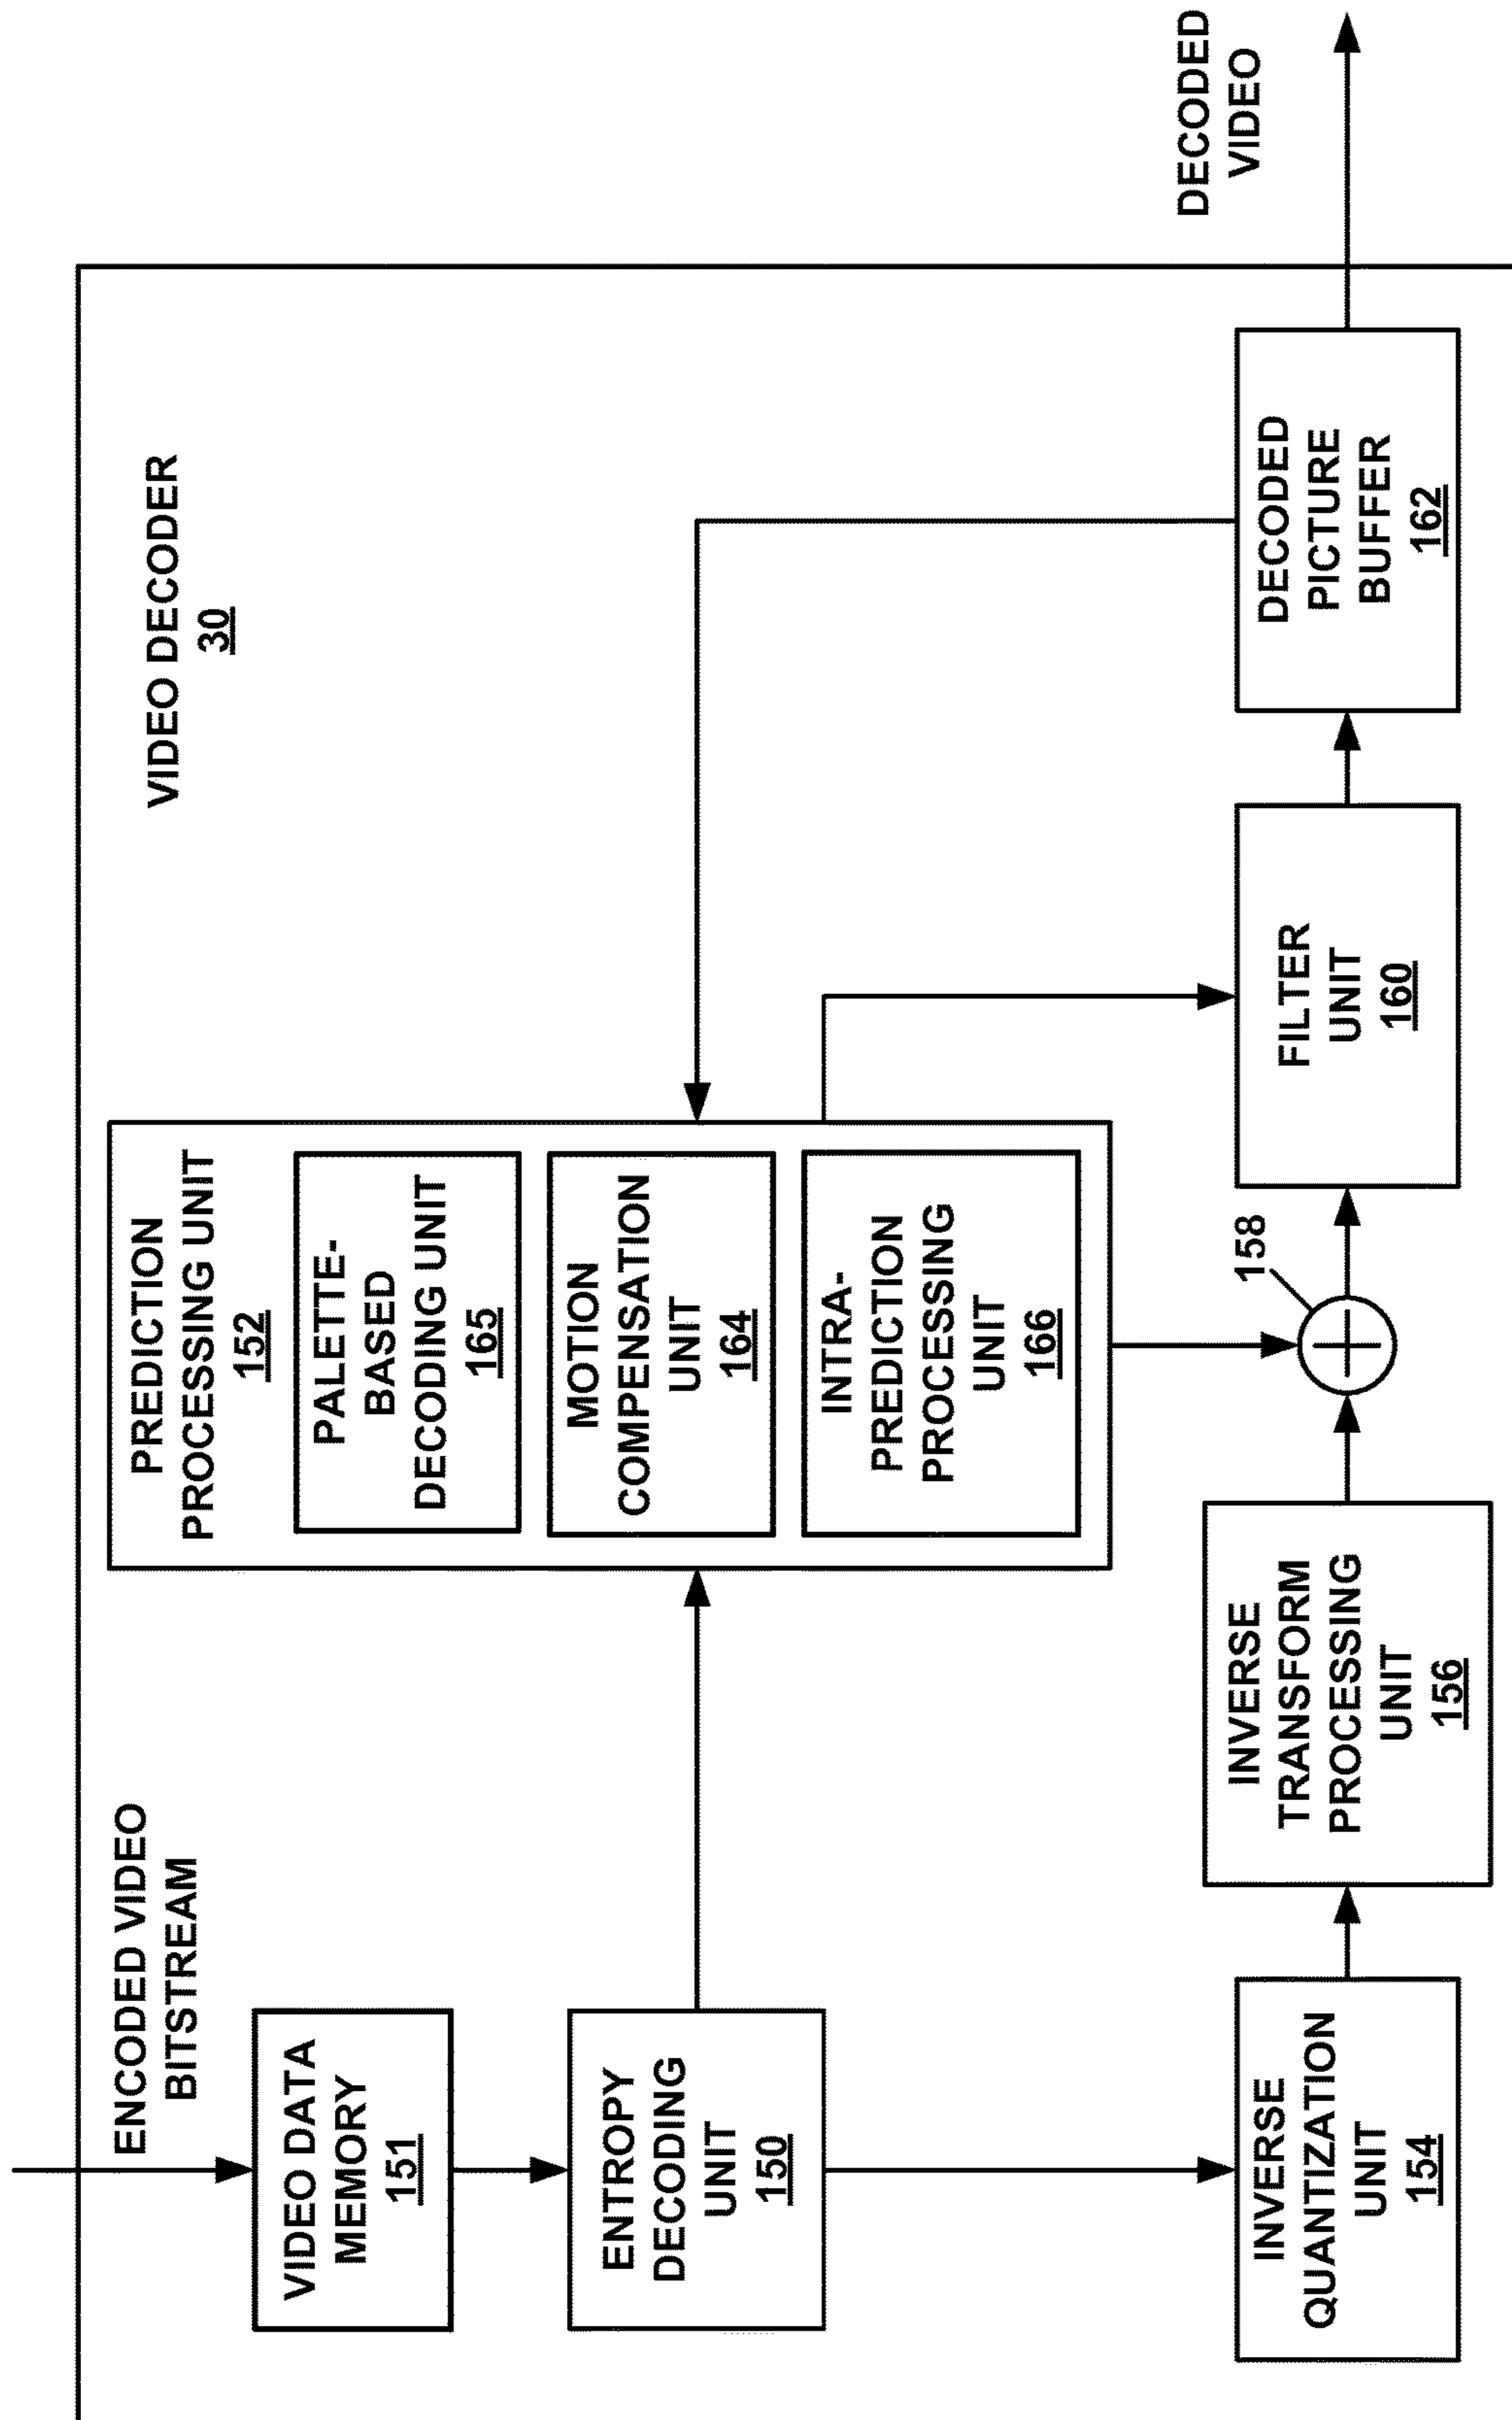 VIDEO DECODER
30
ENCODED VIDEO
BITSTREAM
VIDEO DATA
MEMORY
151
ENTROPY
DECODING
UNIT
150
PREDICTION
PROCESSING UNIT
152
PALETTE-
BASED
DECODING UNIT
165
MOTION
COMPENSATION
UNIT
164
INTRA-
PREDICTION
PROCESSING
UNIT
166
INVERSE
QUANTIZATION
UNIT
154
INVERSE
TRANSFORM
PROCESSING
UNIT
156
158
FILTER
UNIT
160
DECODED
PICTURE
BUFFER
162
DECODED
VIDEO